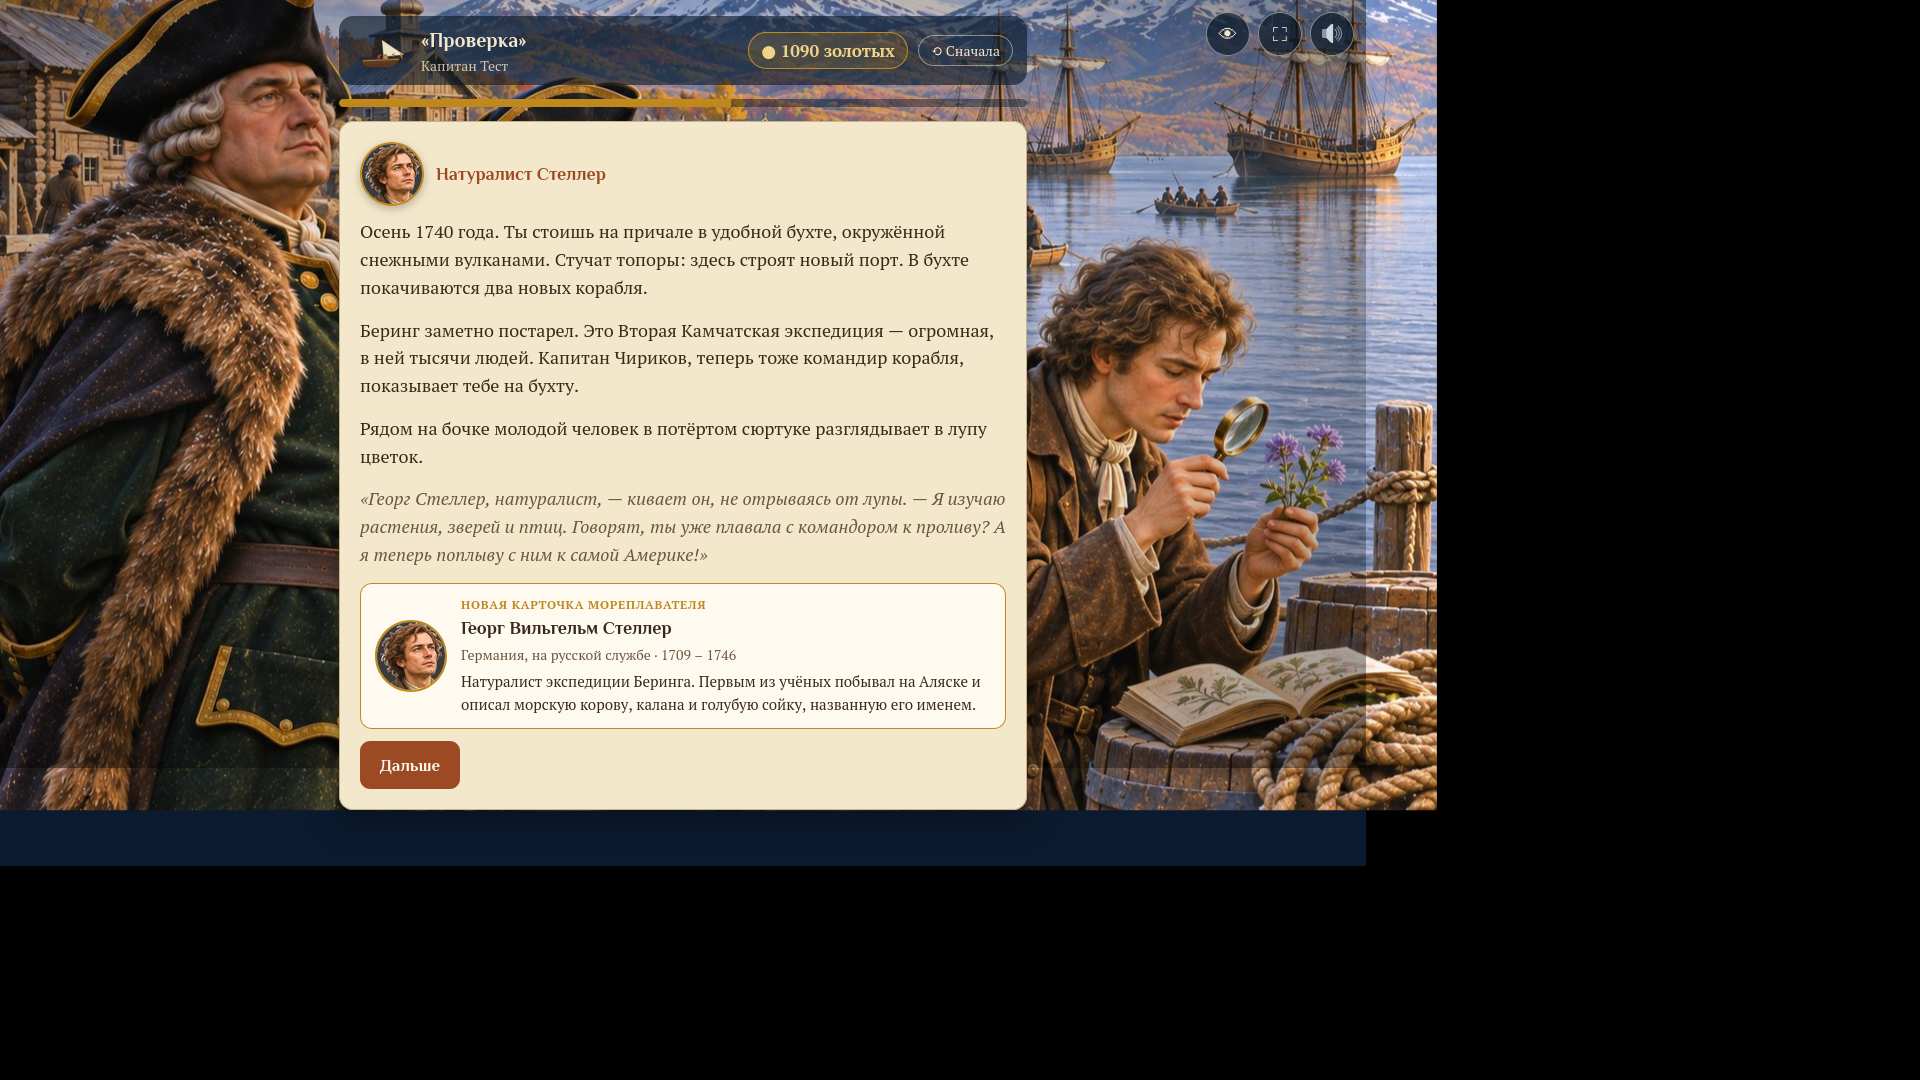 «Проверка»
Капитан Тест
1090 золотых
⟲ Сначала
Натуралист Стеллер
Осень 1740 года. Ты стоишь на причале в удобной бухте, окружённой
снежными вулканами. Стучат топоры: здесь строят новый порт. В бухте
покачиваются два новых корабля.
Беринг заметно постарел. Это Вторая Камчатская экспедиция — огромная,
в ней тысячи людей. Капитан Чириков, теперь тоже командир корабля,
показывает тебе на бухту.
Рядом на бочке молодой человек в потёртом сюртуке разглядывает в лупу
цветок.
«Георг Стеллер, натуралист, — кивает он, не отрываясь от лупы. — Я изучаю
растения, зверей и птиц. Говорят, ты уже плавала с командором к проливу? А
я теперь поплыву с ним к самой Америке!»
НОВАЯ КАРТОЧКА МОРЕПЛАВАТЕЛЯ
Георг Вильгельм Стеллер
Германия, на русской службе · 1709 – 1746
Натуралист экспедиции Беринга. Первым из учёных побывал на Аляске и
описал морскую корову, калана и голубую сойку, названную его именем.
Дальше